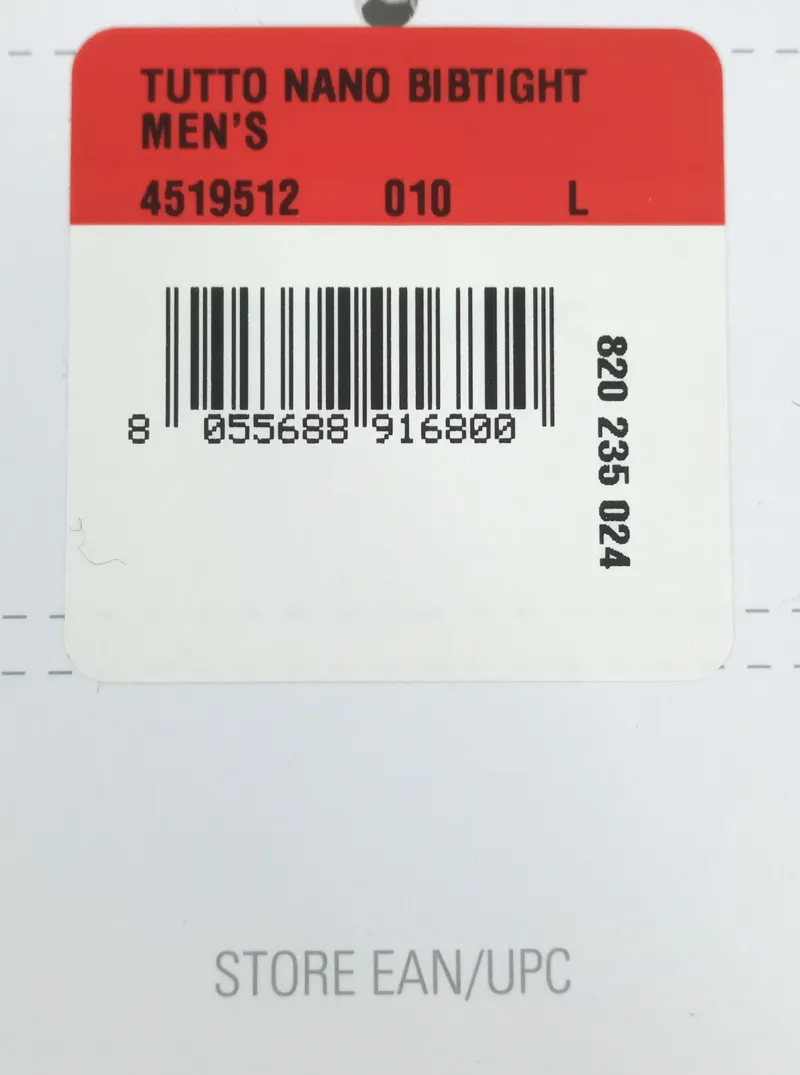 TUTTO NANO BIBTIGHT
MEN'S
4519512 010 L
8 055688 916800
820 235 024
STORE EAN/UPC